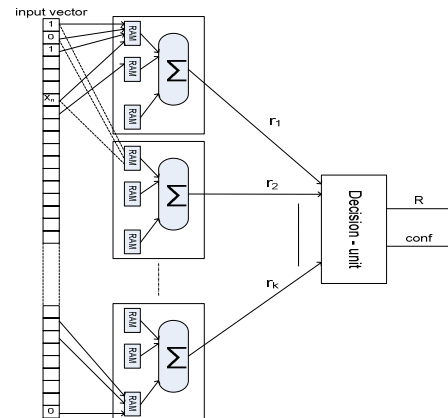 input vector
1
0
1
Xn
0
RAM
RAM
RAM
Σ
RAM
RAM
RAM
Σ
RAM
RAM
RAM
Σ
r1
r2
rk
Decision - unit
R
conf